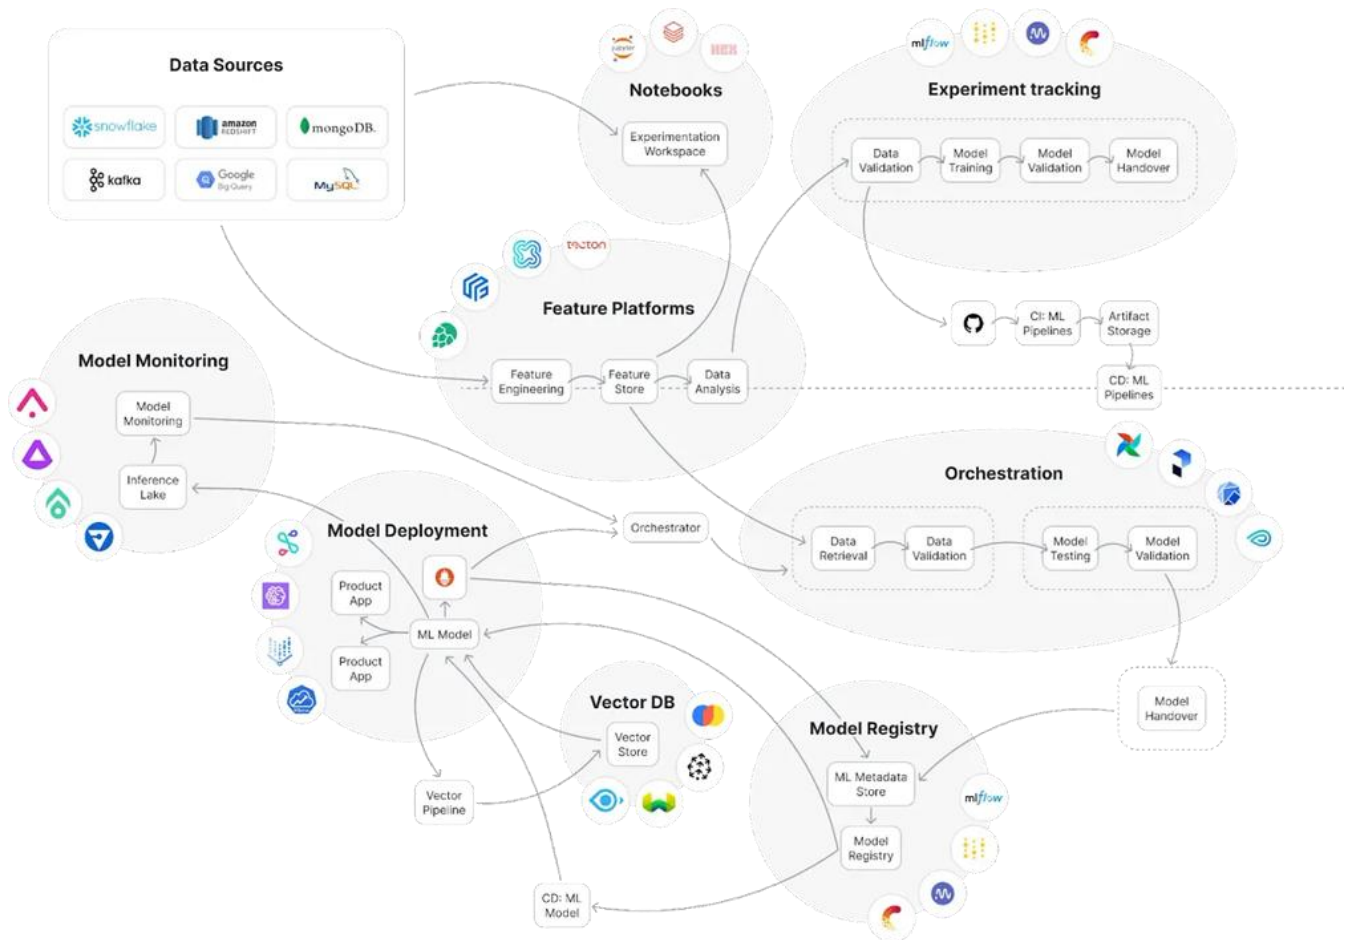 Data Sources
snowflake
amazon
REDSHIFT
mongoDB.
kafka
Google
Big Query
MySQL
jupyter
HEX
Notebooks
Experimentation
Workspace
mlflow
Experiment tracking
Data
Validation
Model
Training
Model
Validation
Model
Handover
tecton
Feature Platforms
Feature
Engineering
Feature
Store
Data
Analysis
CI: ML
Pipelines
Artifact
Storage
CD: ML
Pipelines
Model Monitoring
Model
Monitoring
Inference
Lake
Model Deployment
Product
App
ML Model
Product
App
Orchestrator
Orchestration
Data
Retrieval
Data
Validation
Model
Testing
Model
Validation
Model
Handover
Vector DB
Vector
Store
Vector
Pipeline
Model Registry
ML Metadata
Store
Model
Registry
mlflow
CD: ML
Model